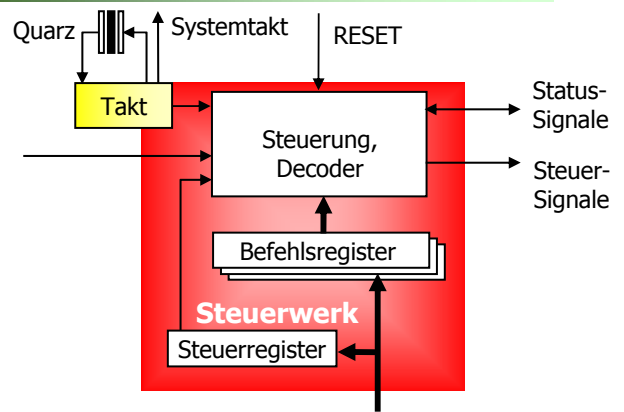 Quarz
Systemtakt
RESET
Takt
Status-
Signale
Steuerung,
Decoder
Steuer-
Signale
Befehlsregister
Steuerwerk
Steuerregister